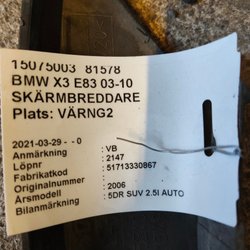 15075003 81578
BMW X3 E83 03-10
SKÄRMBREDDARE
Plats: VÄRNG2
2021-03-29 - - 0
Anmärkning : VB
Löpnr : 2147
Fabrikatkod : 51713330867
Originalnummer :
Årsmodell : 2006
Bilanmärkning : 5DR SUV 2.5I AUTO